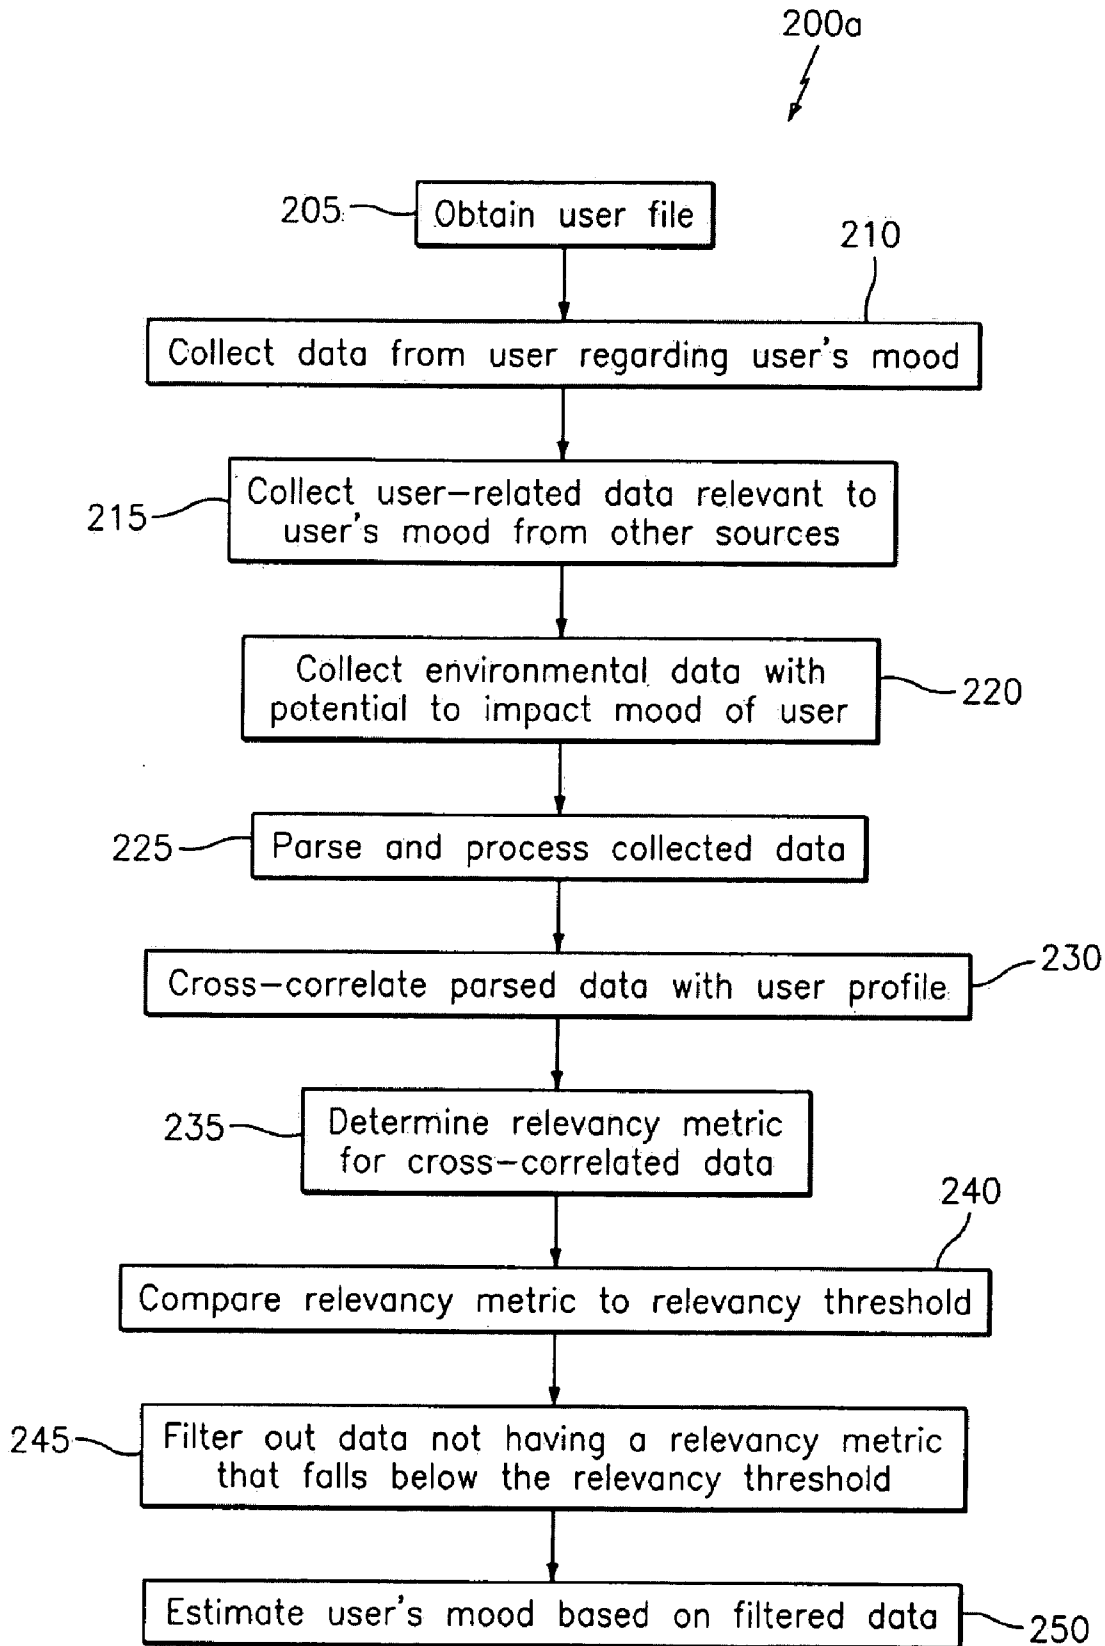 200a
205
Obtain user file
210
Collect data from user regarding user's mood
215
Collect user-related data relevant to
user's mood from other sources
Collect environmental data with
potential to impact mood of user
220
225
Parse and process collected data
Cross-correlate parsed data with user profile
230
235
Determine relevancy metric
for cross-correlated data
240
Compare relevancy metric to relevancy threshold
245
Filter out data not having a relevancy metric
that falls below the relevancy threshold
Estimate user's mood based on filtered data
250